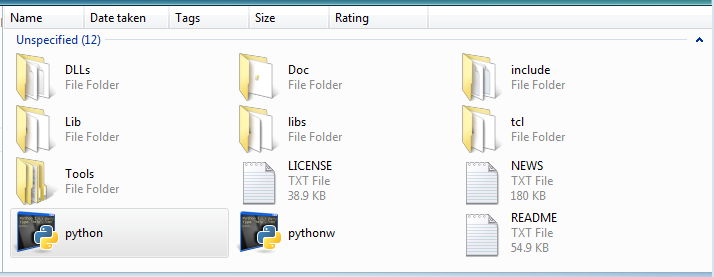 Name Date taken Tags Size Rating
Unspecified (12)
DLLs
File Folder
Doc
File Folder
include
File Folder
Lib
File Folder
libs
File Folder
tcl
File Folder
Tools
File Folder
LICENSE
TXT File
38.9 KB
NEWS
TXT File
180 KB
python
pythonw
README
TXT File
54.9 KB